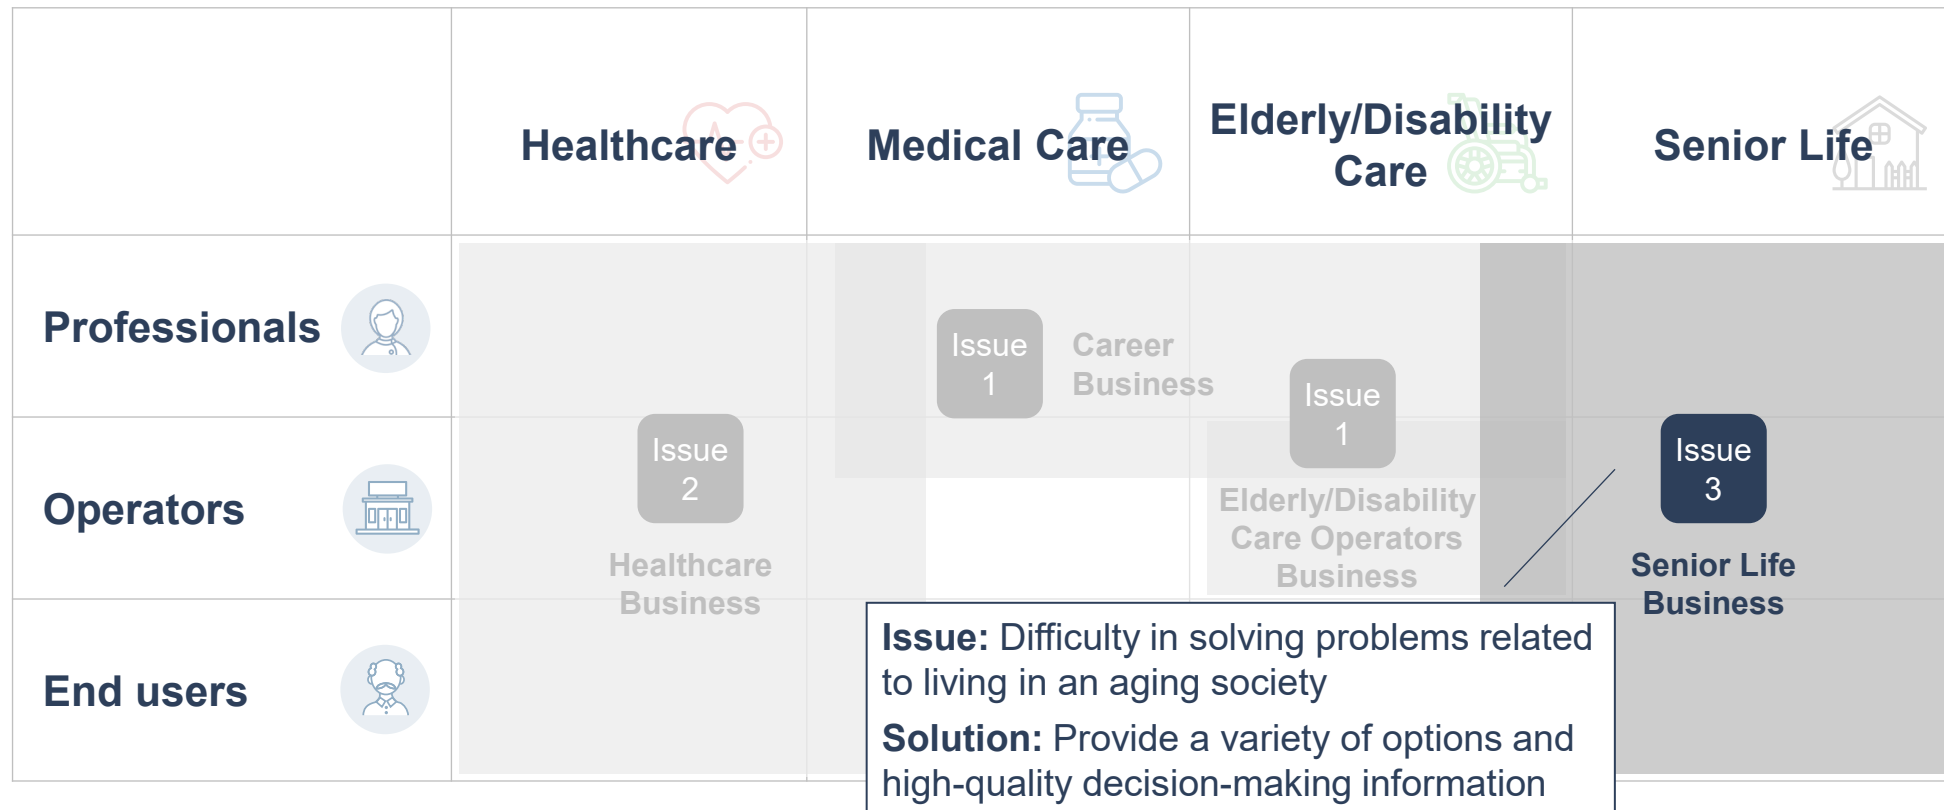 Healthcare
Medical Care
Elderly/Disability
Care
Senior Life
Professionals
Issue
1
Career
Business
Issue
1
Operators
Issue
2
Healthcare
Business
Elderly/Disability
Care Operators
Business
Issue
3
Senior Life
Business
End users
Issue: Difficulty in solving problems related
to living in an aging society
Solution: Provide a variety of options and
high-quality decision-making information